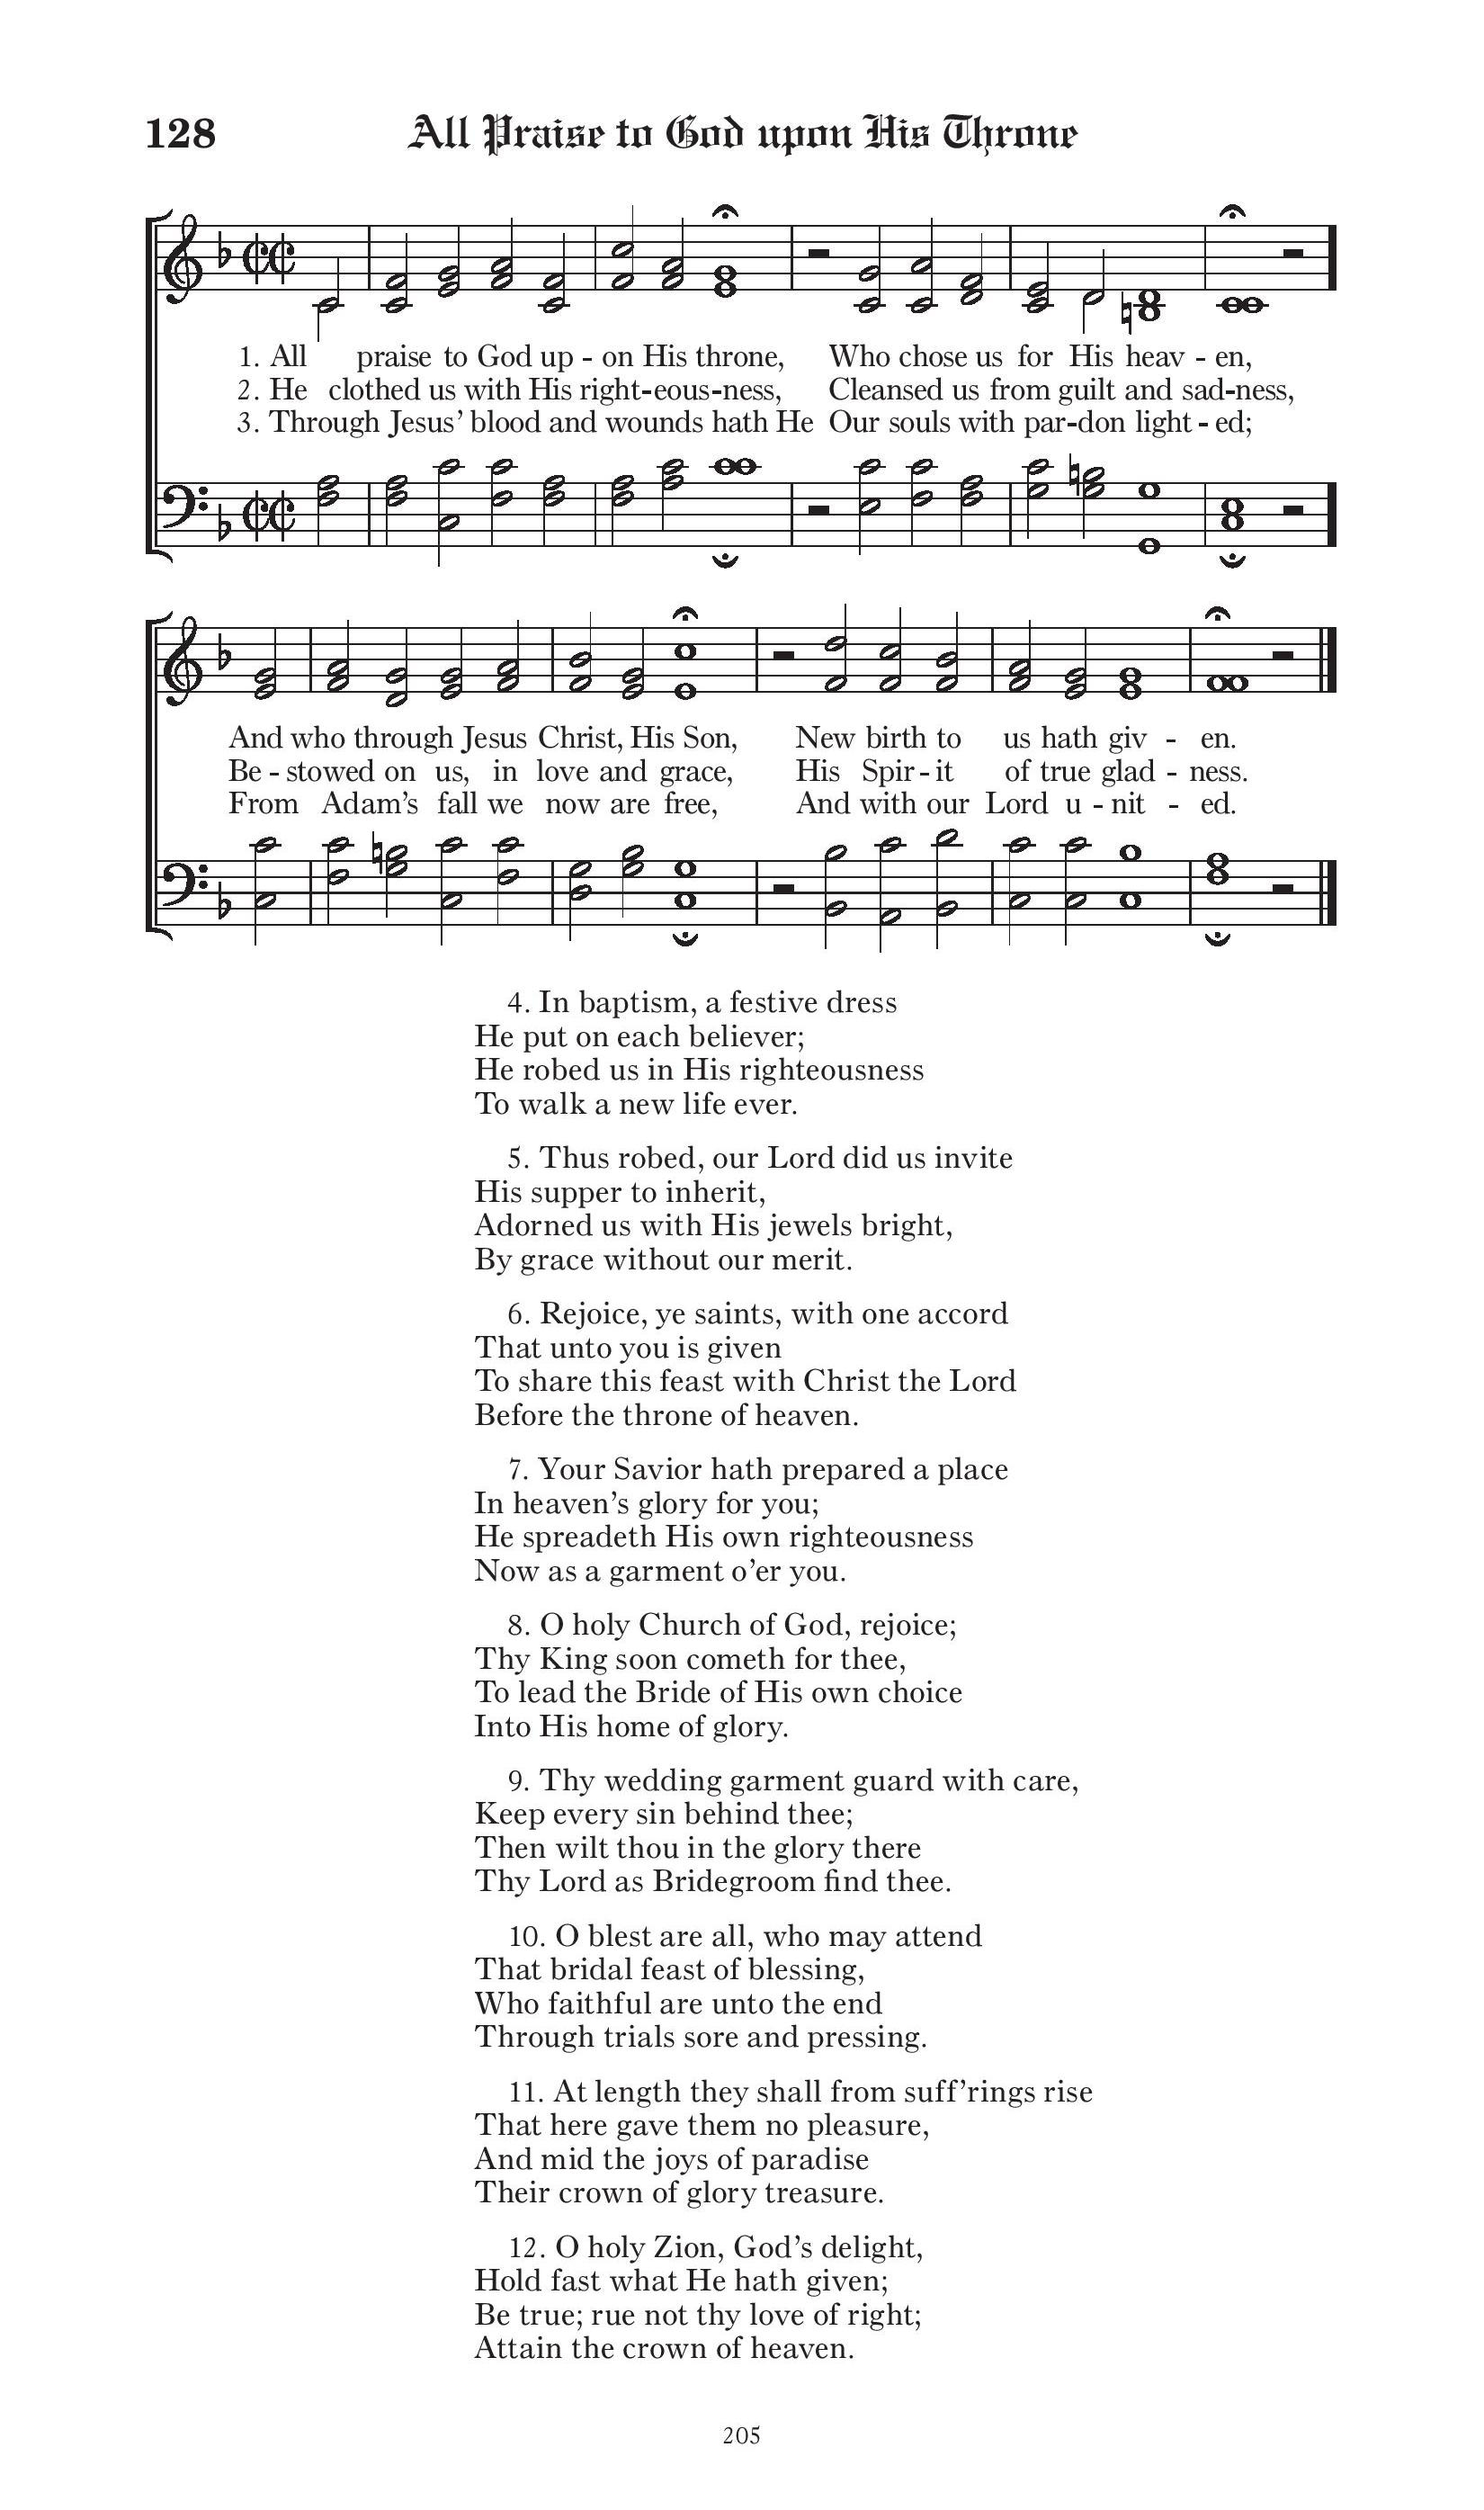 128 All Praise to God upon His Throne
1. All praise to God up - on His throne, Who chose us for His heav - en,
2. He clothed us with His right-eous-ness, Cleansed us from guilt and sad-ness,
3. Through Jesus’ blood and wounds hath He Our souls with par-don light - ed;
And who through Jesus Christ, His Son, New birth to us hath giv - en.
Be - stowed on us, in love and grace, His Spir - it of true glad - ness.
From Adam’s fall we now are free, And with our Lord u - nit - ed.
4. In baptism, a festive dress
He put on each believer;
He robed us in His righteousness
To walk a new life ever.
5. Thus robed, our Lord did us invite
His supper to inherit,
Adorned us with His jewels bright,
By grace without our merit.
6. Rejoice, ye saints, with one accord
That unto you is given
To share this feast with Christ the Lord
Before the throne of heaven.
7. Your Savior hath prepared a place
In heaven’s glory for you;
He spreadeth His own righteousness
Now as a garment o’er you.
8. O holy Church of God, rejoice;
Thy King soon cometh for thee,
To lead the Bride of His own choice
Into His home of glory.
9. Thy wedding garment guard with care,
Keep every sin behind thee;
Then wilt thou in the glory there
Thy Lord as Bridegroom find thee.
10. O blest are all, who may attend
That bridal feast of blessing,
Who faithful are unto the end
Through trials sore and pressing.
11. At length they shall from suff’rings rise
That here gave them no pleasure,
And mid the joys of paradise
Their crown of glory treasure.
12. O holy Zion, God’s delight,
Hold fast what He hath given;
Be true; rue not thy love of right;
Attain the crown of heaven.
205